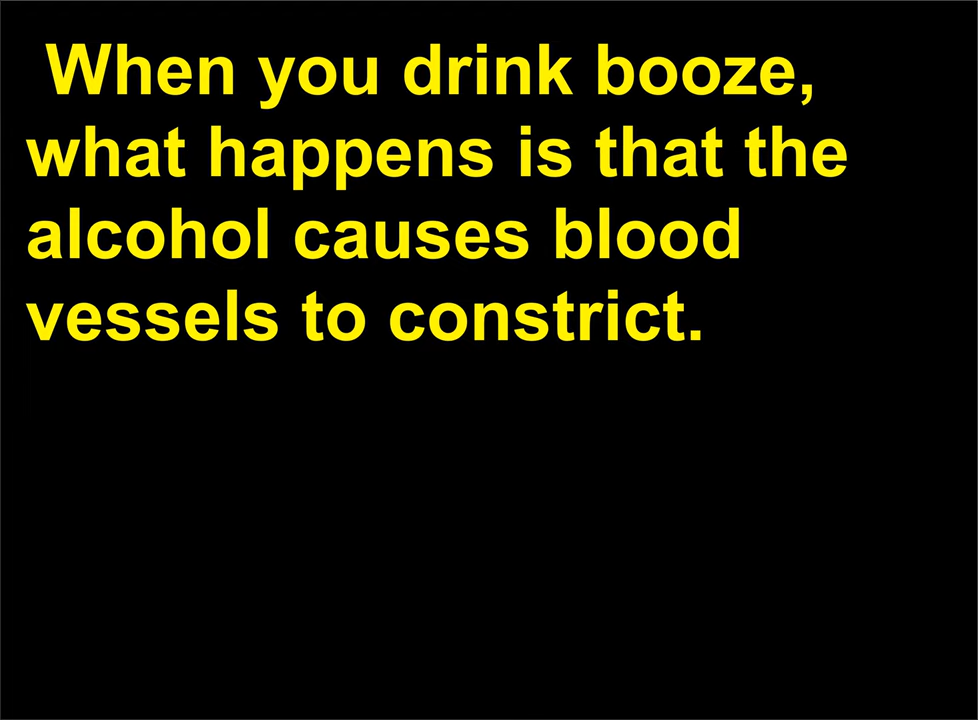 When you drink booze,
what happens is that the
alcohol causes blood
vessels to constrict.